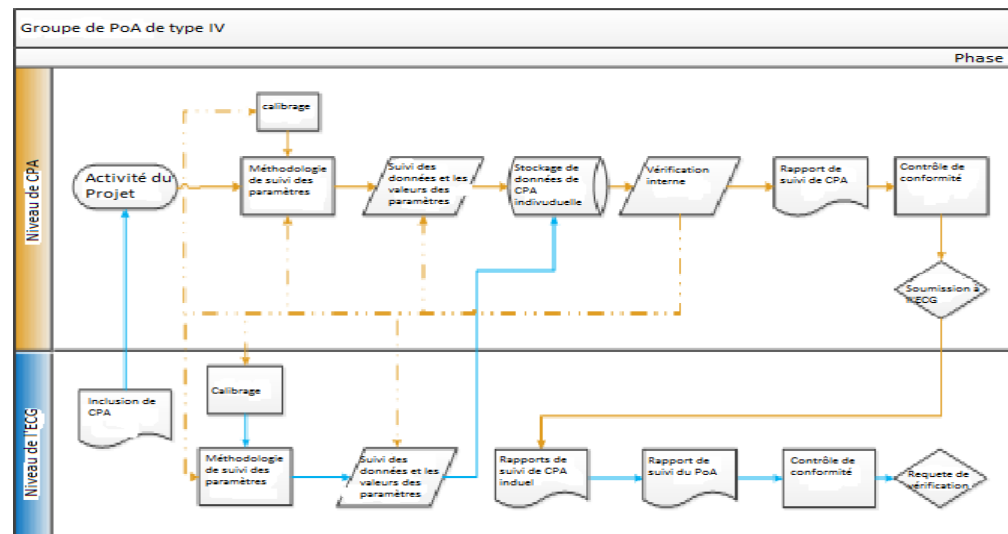 Groupe de PoA de type IV
Phase
Niveau de CPA
calibrage
Activité du
Projet
Méthodologie
de suivi des
paramètres
Suivi des
données et les
valeurs des
paramètres
Stockage de
données de
CPA
indivuduelle
Vérification
interne
Rapport de
suivi de CPA
Contrôle de
conformité
Soumission à
l'ECG
Niveau de l'ECG
Inclusion de
CPA
Calibrage
Méthodologie
de suivi des
paramètres
Suivi des
données et les
valeurs des
paramètres
Rapports de
suivi de CPA
induel
Rapport de
suivi du PoA
Contrôle de
conformité
Requete de
vérification